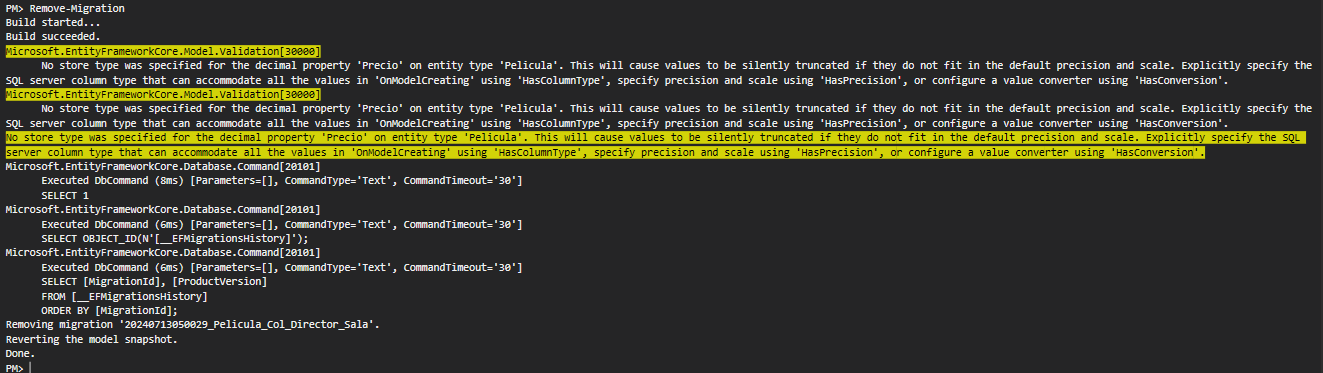 PM> Remove-Migration
Build started...
Build succeeded.
Microsoft.EntityFrameworkCore.Model.Validation[30000]
No store type was specified for the decimal property 'Precio' on entity type 'Pelicula'. This will cause values to be silently truncated if they do not fit in the default precision and scale. Explicitly specify the
SQL server column type that can accommodate all the values in 'OnModelCreating' using 'HasColumnType', specify precision and scale using 'HasPrecision', or configure a value converter using 'HasConversion'.
Microsoft.EntityFrameworkCore.Model.Validation[30000]
No store type was specified for the decimal property 'Precio' on entity type 'Pelicula'. This will cause values to be silently truncated if they do not fit in the default precision and scale. Explicitly specify the
SQL server column type that can accommodate all the values in 'OnModelCreating' using 'HasColumnType', specify precision and scale using 'HasPrecision', or configure a value converter using 'HasConversion'.
No store type was specified for the decimal property 'Precio' on entity type 'Pelicula'. This will cause values to be silently truncated if they do not fit in the default precision and scale. Explicitly specify the SQL
server column type that can accommodate all the values in 'OnModelCreating' using 'HasColumnType', specify precision and scale using 'HasPrecision', or configure a value converter using 'HasConversion'.
Microsoft.EntityFrameworkCore.Database.Command[20101]
Executed DbCommand (8ms) [Parameters=[], CommandType='Text', CommandTimeout='30']
SELECT 1
Microsoft.EntityFrameworkCore.Database.Command[20101]
Executed DbCommand (6ms) [Parameters=[], CommandType='Text', CommandTimeout='30']
SELECT OBJECT_ID(N'[__EFMigrationsHistory]');
Microsoft.EntityFrameworkCore.Database.Command[20101]
Executed DbCommand (6ms) [Parameters=[], CommandType='Text', CommandTimeout='30']
SELECT [MigrationId], [ProductVersion]
FROM [__EFMigrationsHistory]
ORDER BY [MigrationId];
Removing migration '20240713050029_Pelicula_Col_Director_Sala'.
Reverting the model snapshot.
Done.
PM>